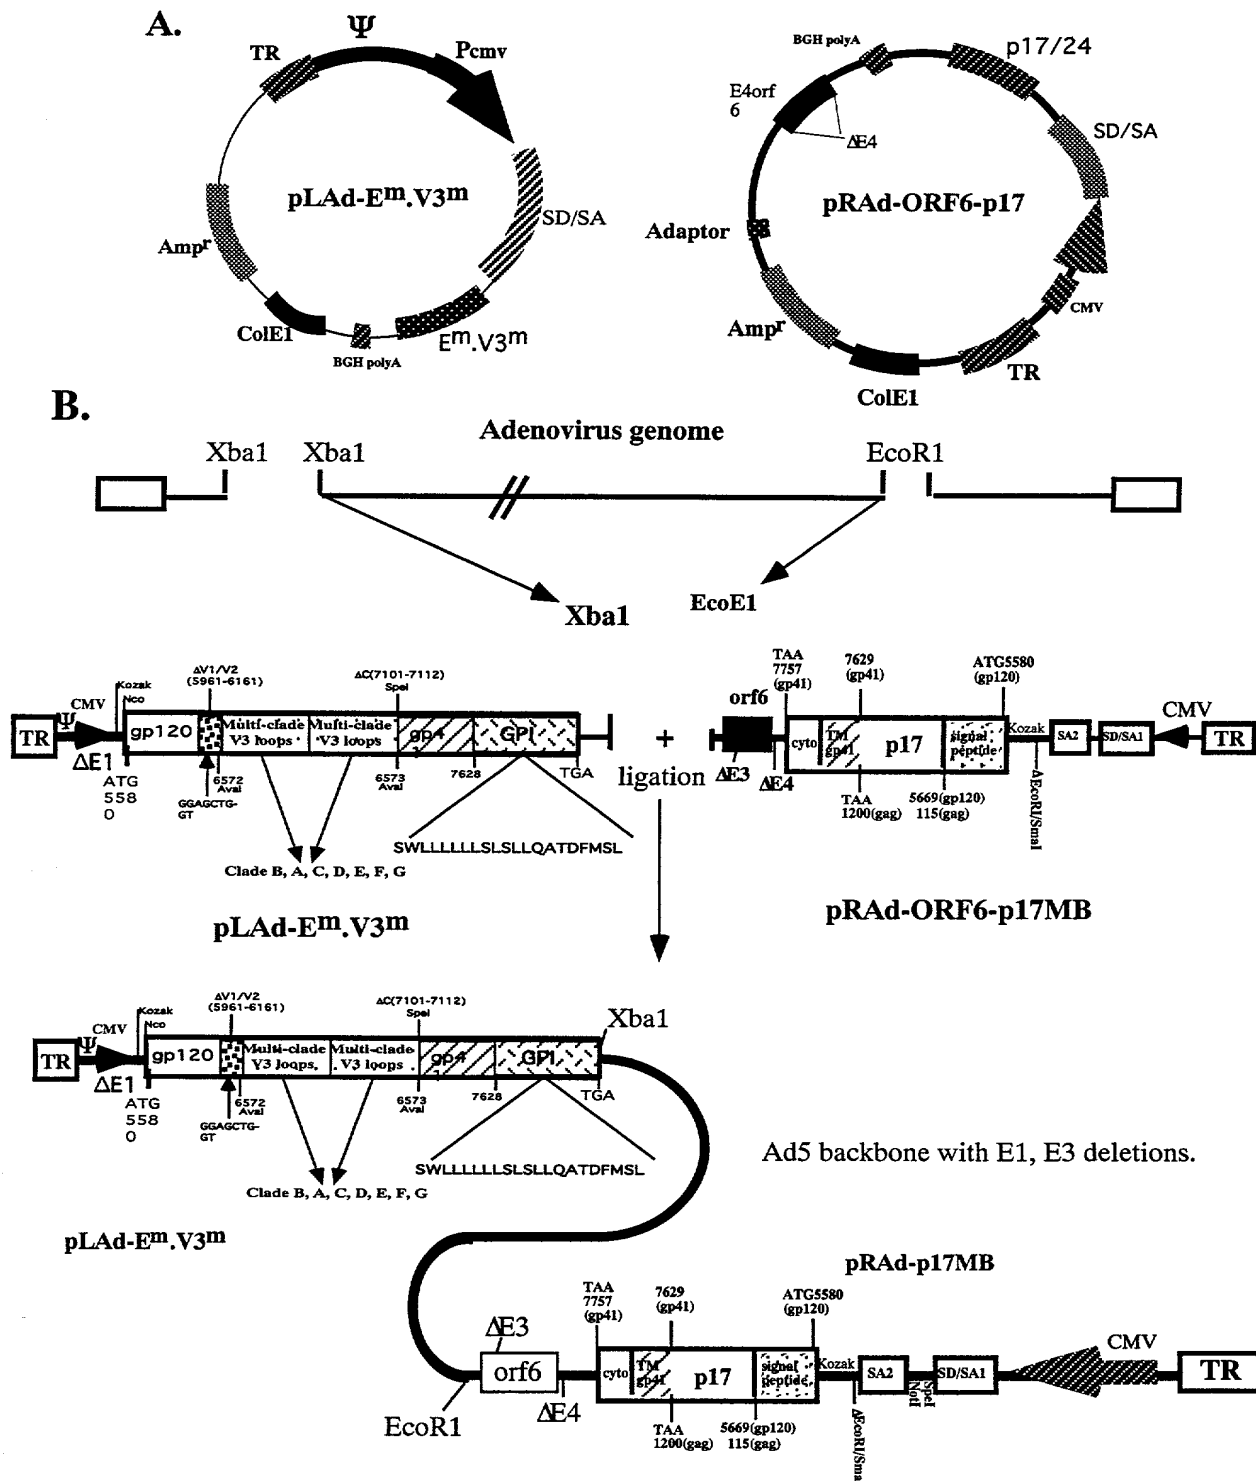 A.
Ψ
TR
Pcmv
pLAd-Eᵐ.V3ᵐ
SD/SA
Ampʳ
ColE1
BGH polyA
Eᵐ.V3ᵐ
BGH polyA
p17/24
E4orf
6
ΔE4
SD/SA
pRAd-ORF6-p17
Adaptor
Ampʳ
CMV
TR
ColE1
B.
Adenovirus genome
Xba1
Xba1
EcoR1
Xba1
EcoE1
ΔV1/V2
(5961-6161)
ΔC(7101-7112)
SpeI
Kozak
Nco
CMV
Ψ
TR
gp120
Multi-clade
V3 loops
Multi-clade
V3 loops
gp4
1
GPI
ΔE1
ATG
558
0
GGAGCTG-
GT
6572
AvaI
6573
AvaI
7628
TGA
SWLLLLLLSLSLLQATDFMSL
Clade B, A, C, D, E, F, G
pLAd-Eᵐ.V3ᵐ
+
ligation
TAA
7757
(gp41)
7629
(gp41)
ATG5580
(gp120)
orf6
cyto
TM
gp41
p17
signal
peptide
Kozak
SA2
SD/SA1
CMV
TR
ΔE3
ΔE4
TAA
1200(gag)
5669(gp120)
115(gag)
ΔEcoRI/SmaI
pRAd-ORF6-p17MB
ΔV1/V2
(5961-6161)
ΔC(7101-7112)
SpeI
Xba1
Kozak
Nco
CMV
Ψ
TR
gp120
Multi-clade
V3 loops
Multi-clade
V3 loops
gp4
1
GPI
ΔE1
ATG
558
0
GGAGCTG-
GT
6572
AvaI
6573
AvaI
7628
TGA
SWLLLLLLSLSLLQATDFMSL
Clade B, A, C, D, E, F, G
Ad5 backbone with E1, E3 deletions.
pLAd-Eᵐ.V3ᵐ
pRAd-p17MB
TAA
7757
(gp41)
7629
(gp41)
ATG5580
(gp120)
ΔE3
orf6
ΔE4
EcoR1
cyto
TM
gp41
p17
signal
peptide
Kozak
SA2
SpeI
NotI
SD/SA1
CMV
TR
TAA
1200(gag)
5669(gp120)
115(gag)
ΔEcoRI/Sma